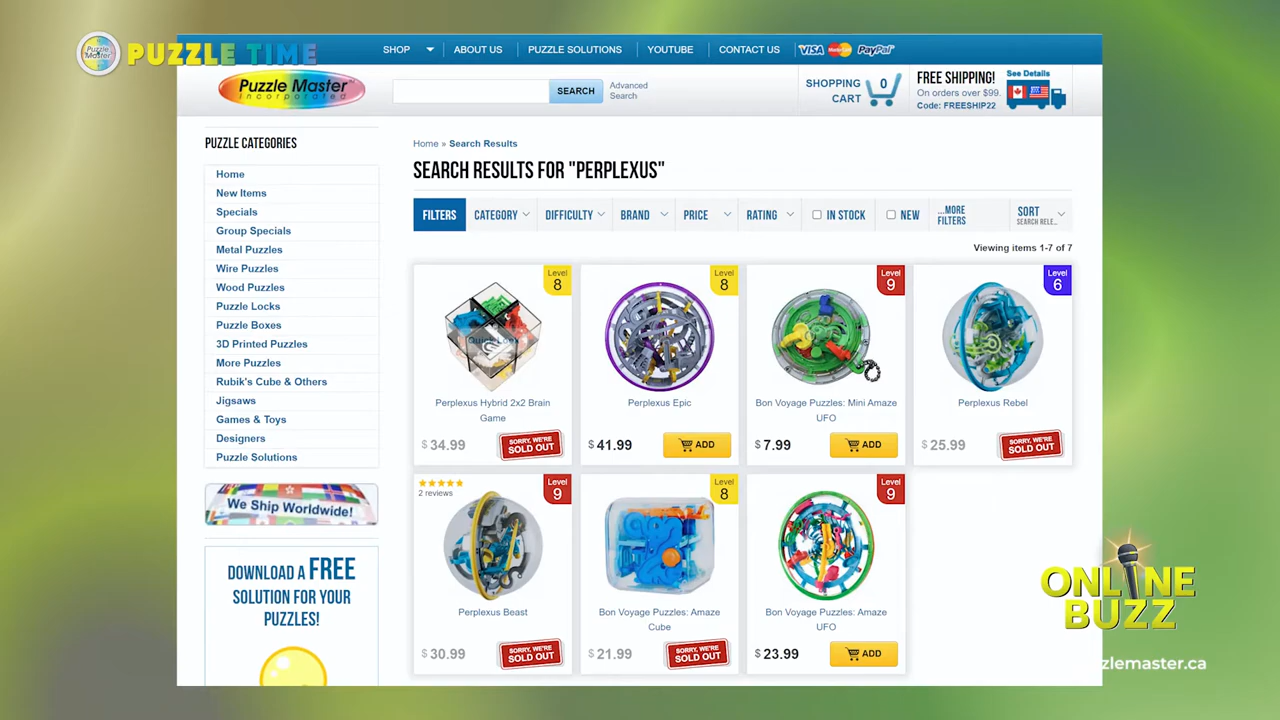 PUZZLE TIME
Puzzle Master
SHOP
ABOUT US
PUZZLE SOLUTIONS
YOUTUBE
CONTACT US
VISA MasterCard PayPal
Puzzle Master
Incorporated
SEARCH
Advanced
Search
SHOPPING
CART
0
FREE SHIPPING!
On orders over $99.
Code: FREESHIP22
See Details
PUZZLE CATEGORIES
Home
New Items
Specials
Group Specials
Metal Puzzles
Wire Puzzles
Wood Puzzles
Puzzle Locks
Puzzle Boxes
3D Printed Puzzles
More Puzzles
Rubik's Cube & Others
Jigsaws
Games & Toys
Designers
Puzzle Solutions
We Ship Worldwide!
DOWNLOAD A FREE
SOLUTION FOR YOUR
PUZZLES!
Home » Search Results
SEARCH RESULTS FOR "PERPLEXUS"
FILTERS
CATEGORY
DIFFICULTY
BRAND
PRICE
RATING
IN STOCK
NEW
...MORE
FILTERS
SORT
SEARCH RELE...
Viewing items 1-7 of 7
Level
8
Quick Look
Perplexus Hybrid 2x2 Brain
Game
$ 34.99
SORRY, WE'RE
SOLD OUT
Level
8
Perplexus Epic
$ 41.99
ADD
Level
9
Bon Voyage Puzzles: Mini Amaze
UFO
$ 7.99
ADD
Level
6
Perplexus Rebel
$ 25.99
SORRY, WE'RE
SOLD OUT
2 reviews
Level
9
Perplexus Beast
$ 30.99
SORRY, WE'RE
SOLD OUT
Level
8
Bon Voyage Puzzles: Amaze
Cube
$ 21.99
SORRY, WE'RE
SOLD OUT
Level
9
Bon Voyage Puzzles: Amaze
UFO
$ 23.99
ADD
ONLINE
BUZZ
zlemaster.ca